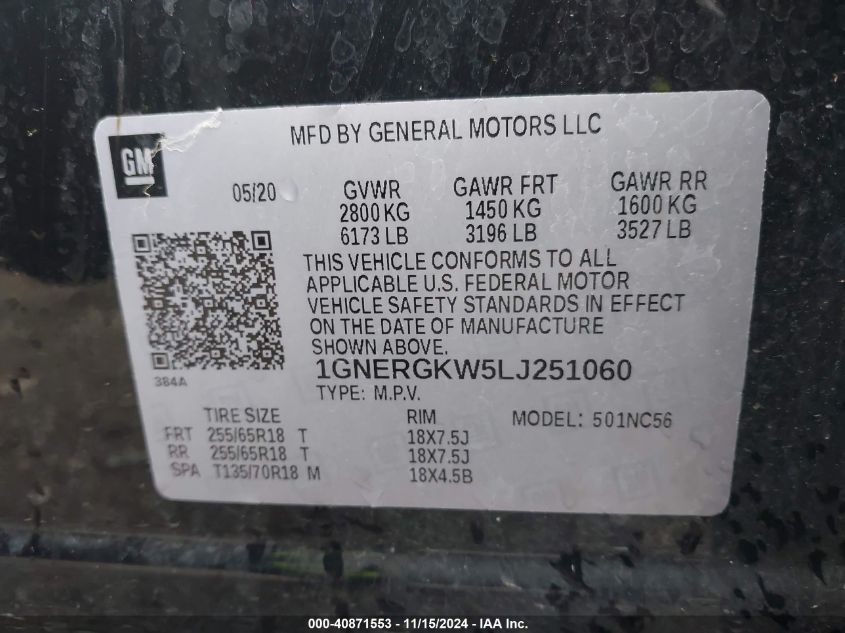 MFD BY GENERAL MOTORS LLC
GM
05/20 GVWR GAWR FRT GAWR RR
2800 KG 1450 KG 1600 KG
6173 LB 3196 LB 3527 LB
THIS VEHICLE CONFORMS TO ALL
APPLICABLE U.S. FEDERAL MOTOR
VEHICLE SAFETY STANDARDS IN EFFECT
ON THE DATE OF MANUFACTURE
SHOWN ABOVE.
1GNERGKW5LJ251060
384A
TYPE: M.P.V.
TIRE SIZE RIM MODEL: 501NC56
FRT 255/65R18 T 18X7.5J
RR 255/65R18 T 18X7.5J
SPA T135/70R18 M 18X4.5B
000-40871553 - 11/15/2024 - IAA Inc.